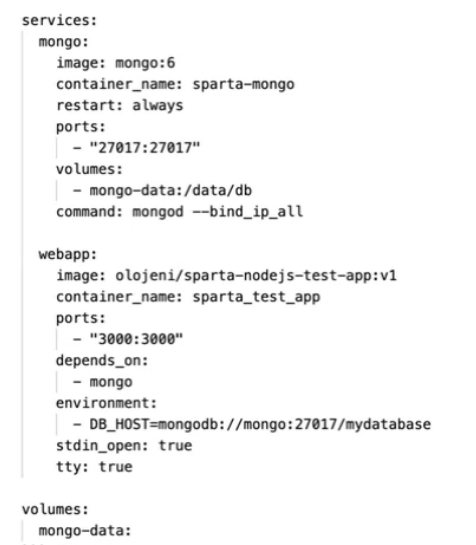 services:
  mongo:
    image: mongo:6
    container_name: sparta-mongo
    restart: always
    ports:
      - "27017:27017"
    volumes:
      - mongo-data:/data/db
    command: mongod --bind_ip_all

  webapp:
    image: olojeni/sparta-nodejs-test-app:v1
    container_name: sparta_test_app
    ports:
      - "3000:3000"
    depends_on:
      - mongo
    environment:
      - DB_HOST=mongodb://mongo:27017/mydatabase
    stdin_open: true
    tty: true

volumes:
  mongo-data: